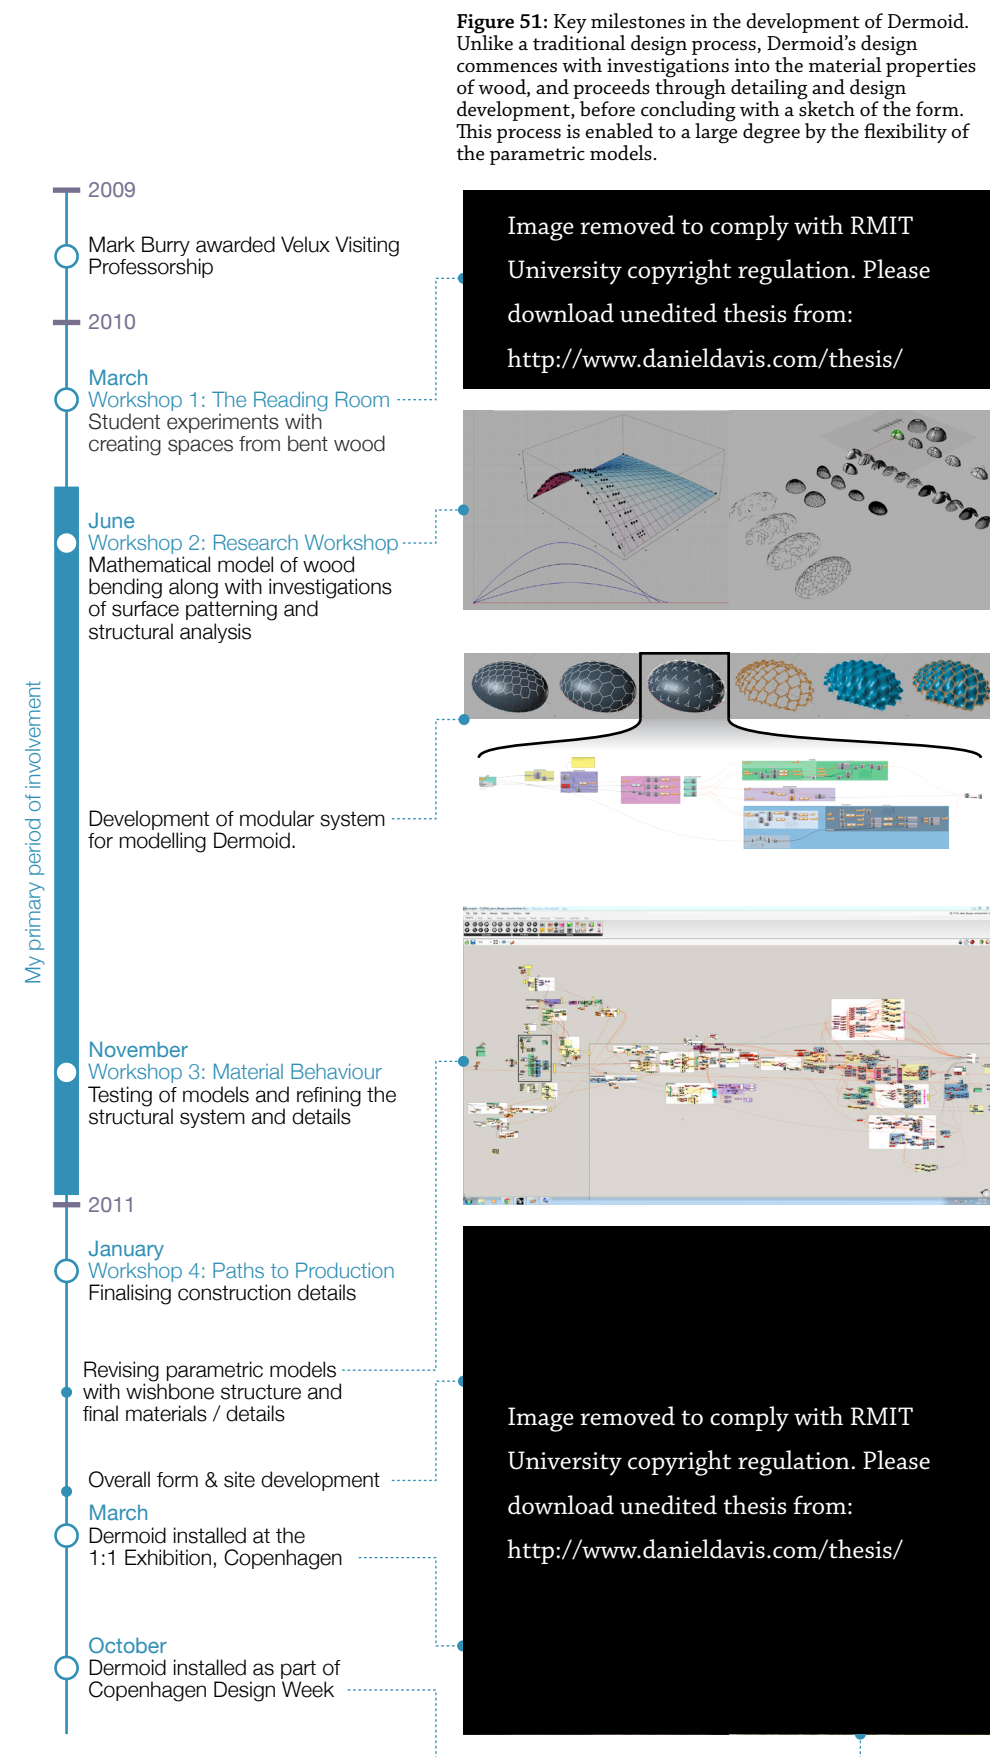 Figure 51: Key milestones in the development of Dermoid.
Unlike a traditional design process, Dermoid's design
commences with investigations into the material properties
of wood, and proceeds through detailing and design
development, before concluding with a sketch of the form.
This process is enabled to a large degree by the flexibility of
the parametric models.
2009
Mark Burry awarded Velux Visiting
Professorship
2010
March
Workshop 1: The Reading Room
Student experiments with
creating spaces from bent wood
Image removed to comply with RMIT
University copyright regulation. Please
download unedited thesis from:
http://www.danieldavis.com/thesis/
My primary period of involvement
June
Workshop 2: Research Workshop
Mathematical model of wood
bending along with investigations
of surface patterning and
structural analysis
Development of modular system
for modelling Dermoid.
November
Workshop 3: Material Behaviour
Testing of models and refining the
structural system and details
2011
January
Workshop 4: Paths to Production
Finalising construction details
Revising parametric models
with wishbone structure and
final materials / details
Overall form & site development
March
Dermoid installed at the
1:1 Exhibition, Copenhagen
October
Dermoid installed as part of
Copenhagen Design Week
Image removed to comply with RMIT
University copyright regulation. Please
download unedited thesis from:
http://www.danieldavis.com/thesis/